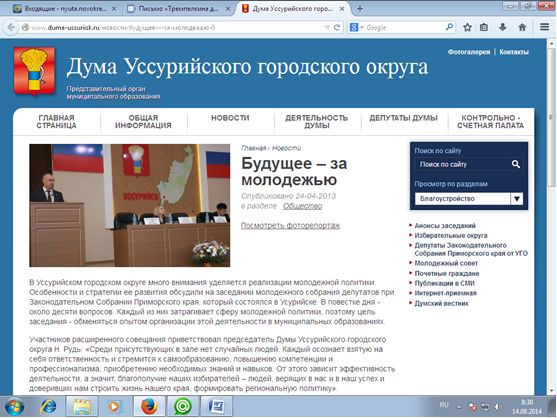 Входящие - nyuta.novokre...
Письмо «Тремпелкина д...
Дума Уссурийского горо...
www.duma-ussuriisk.ru/новости/будущее-—-за-молодежью-0
Фотогалерея | Контакты
Дума Уссурийского городского округа
Представительный орган
муниципального образования
ГЛАВНАЯ СТРАНИЦА
ОБЩАЯ ИНФОРМАЦИЯ
НОВОСТИ
ДЕЯТЕЛЬНОСТЬ ДУМЫ
ДЕПУТАТЫ ДУМЫ
КОНТРОЛЬНО - СЧЕТНАЯ ПАЛАТА
УССУРИЙСК
Главная › Новости
Будущее – за
молодежью
Опубликовано 24-04-2013
в разделе Общество
Посмотреть фоторепортаж
В Уссурийском городском округе много внимания уделяется реализации молодежной политики.
Особенности и стратегии ее развития обсудили на заседании молодежного собрания депутатов при
Законодательном Собрании Приморского края, который состоялся в Усурийске. В повестке дня -
около десяти вопросов. Каждый из них затрагивает сферу молодежной политики, поэтому цель
заседания - обменяться опытом организации этой деятельности в муниципальных образованиях.
Участников расширенного совещания приветствовал председатель Думы Уссурийского городского
округа Н. Рудь: «Среди присутствующих в зале нет случайных людей. Каждый осознает взятую на
себя ответственность и стремится к самообразованию, повышению компетенции и
профессионализма, приобретению необходимых знаний и навыков. От этого зависит эффективность
деятельности, а значит, благополучие наших избирателей – людей, верящих в нас и в наш успех и
доверивших нам строить жизнь нашего края, формировать региональную политику»
Поиск по сайту
Поиск по сайту
Просмотр по разделам
Благоустройство
Анонсы заседаний
Избирательные округа
Депутаты Законодательного
Собрания Приморского края от УГО
Молодежный совет
Почетные граждане
Публикации в СМИ
Интернет-приемная
Думский вестник
RU
8:30
14.08.2014